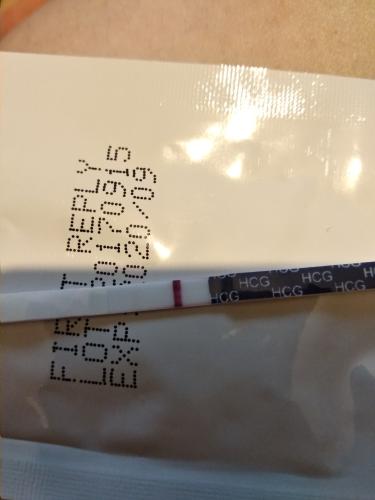 FIRST REPLY
LOT 20170915
EXP 2020/09
HCG HCG HCG
HCG HCG HCG